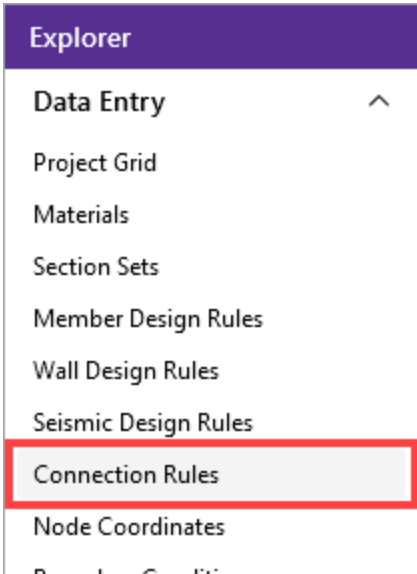 Explorer
Data Entry
Project Grid
Materials
Section Sets
Member Design Rules
Wall Design Rules
Seismic Design Rules
Connection Rules
Node Coordinates